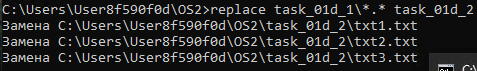 C:\Users\User8f590f0d\OS2>replace task_01d_1\*.* task_01d_2
Замена C:\Users\User8f590f0d\OS2\task_01d_2\txt1.txt
Замена C:\Users\User8f590f0d\OS2\task_01d_2\txt2.txt
Замена C:\Users\User8f590f0d\OS2\task_01d_2\txt3.txt